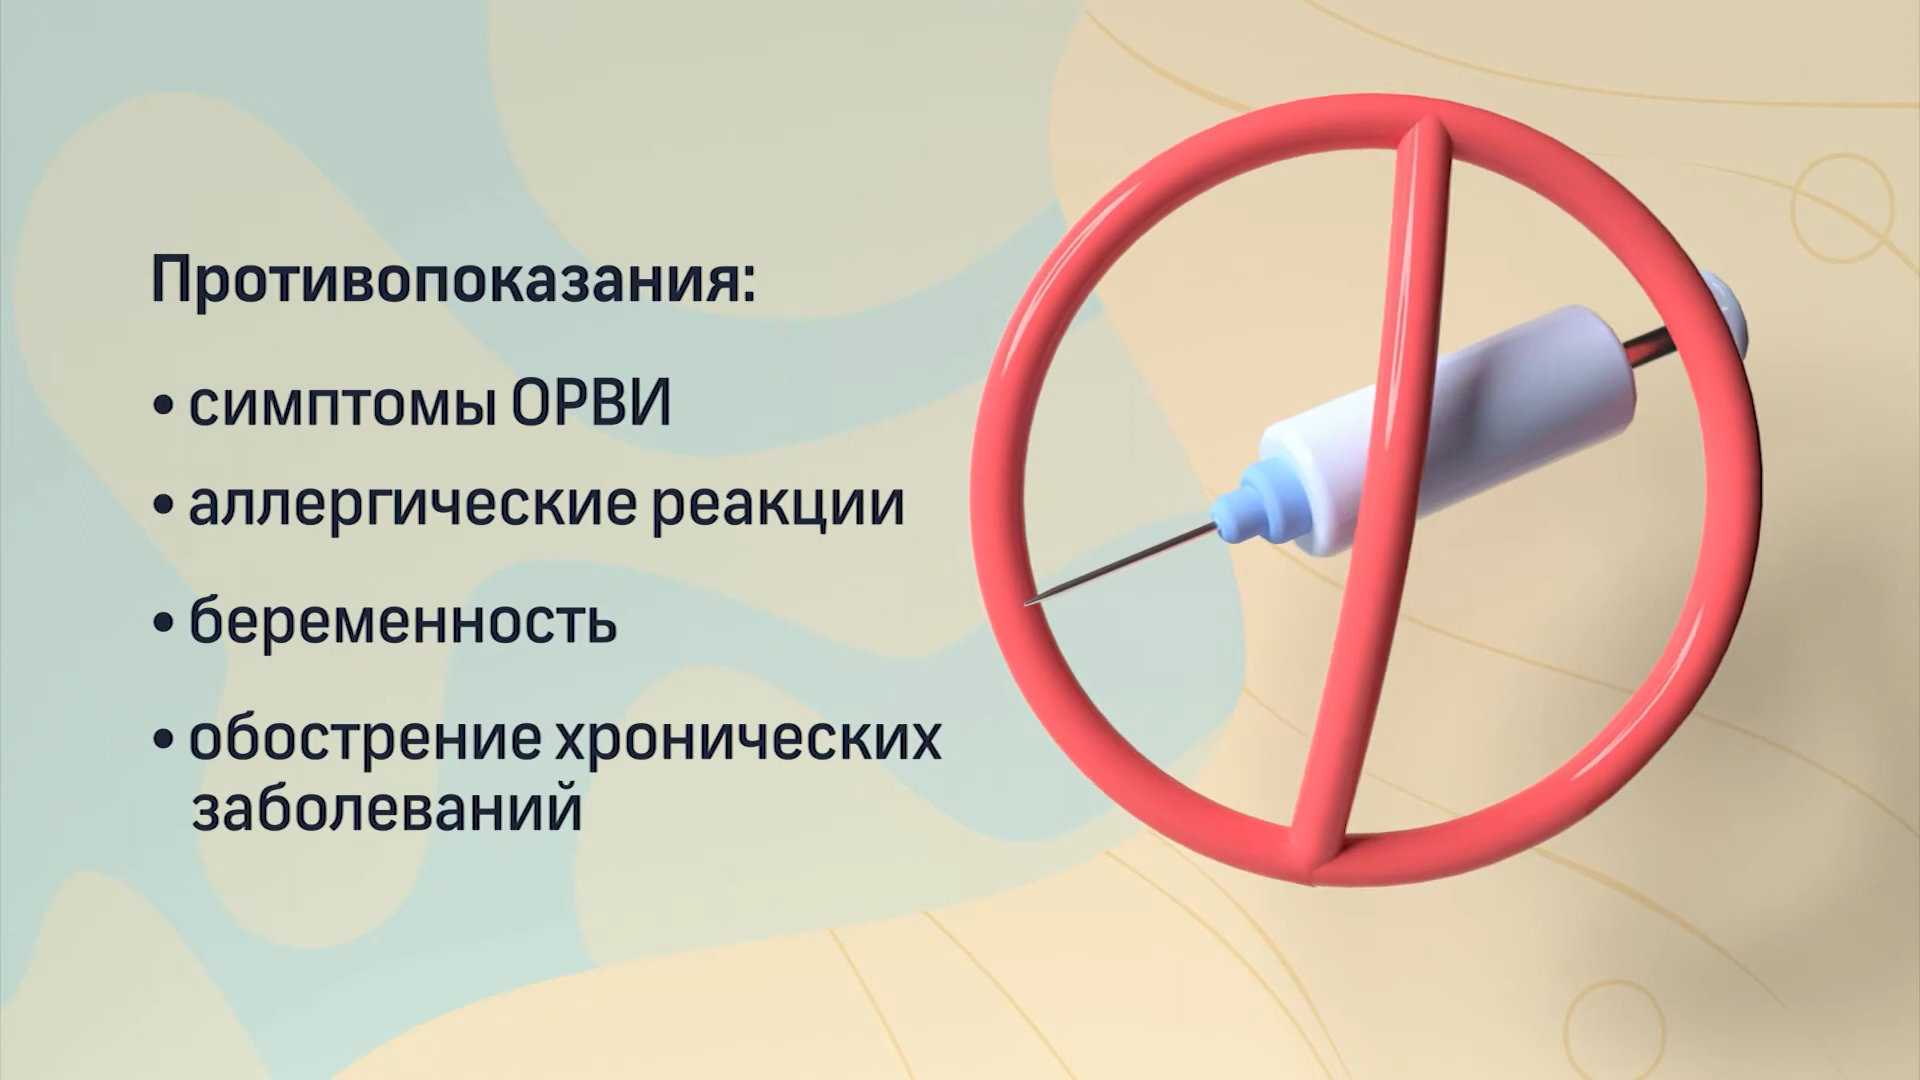 Противопоказания:
• симптомы ОРВИ
• аллергические реакции
• беременность
• обострение хронических
заболеваний